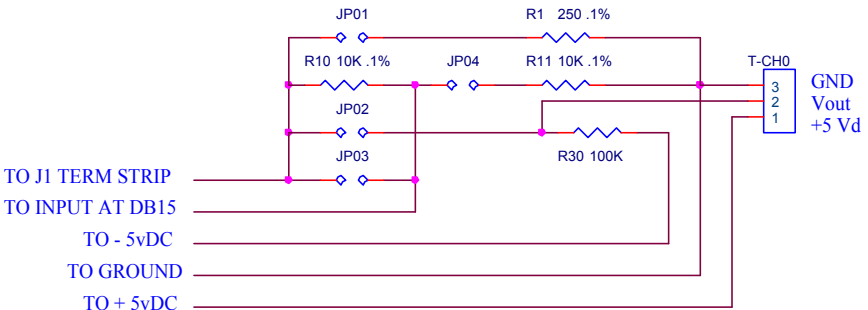 JP01 R1 250 .1%
R10 10K .1% JP04 R11 10K .1% T-CH0
3 GND
2 Vout
1 +5 Vd
JP02
R30 100K
JP03
TO J1 TERM STRIP
TO INPUT AT DB15
TO - 5vDC
TO GROUND
TO + 5vDC